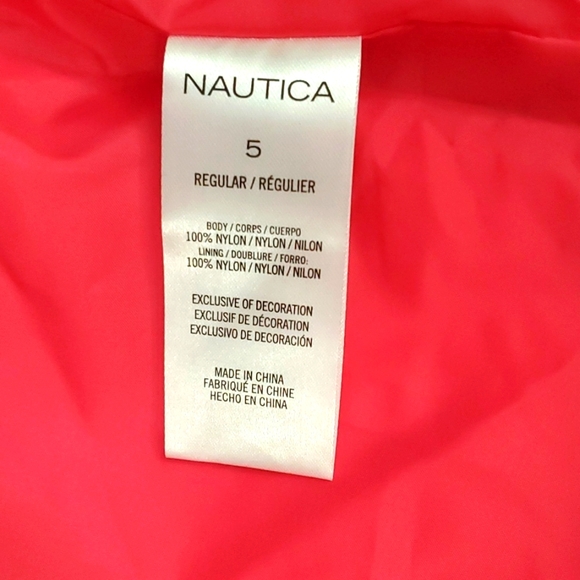 NAUTICA
5
REGULAR / RÉGULIER
BODY / CORPS / CUERPO
100% NYLON / NYLON / NILON
LINING / DOUBLURE / FORRO:
100% NYLON / NYLON / NILON
EXCLUSIVE OF DECORATION
EXCLUSIF DE DÉCORATION
EXCLUSIVO DE DECORACIÓN
MADE IN CHINA
FABRIQUÉ EN CHINE
HECHO EN CHINA